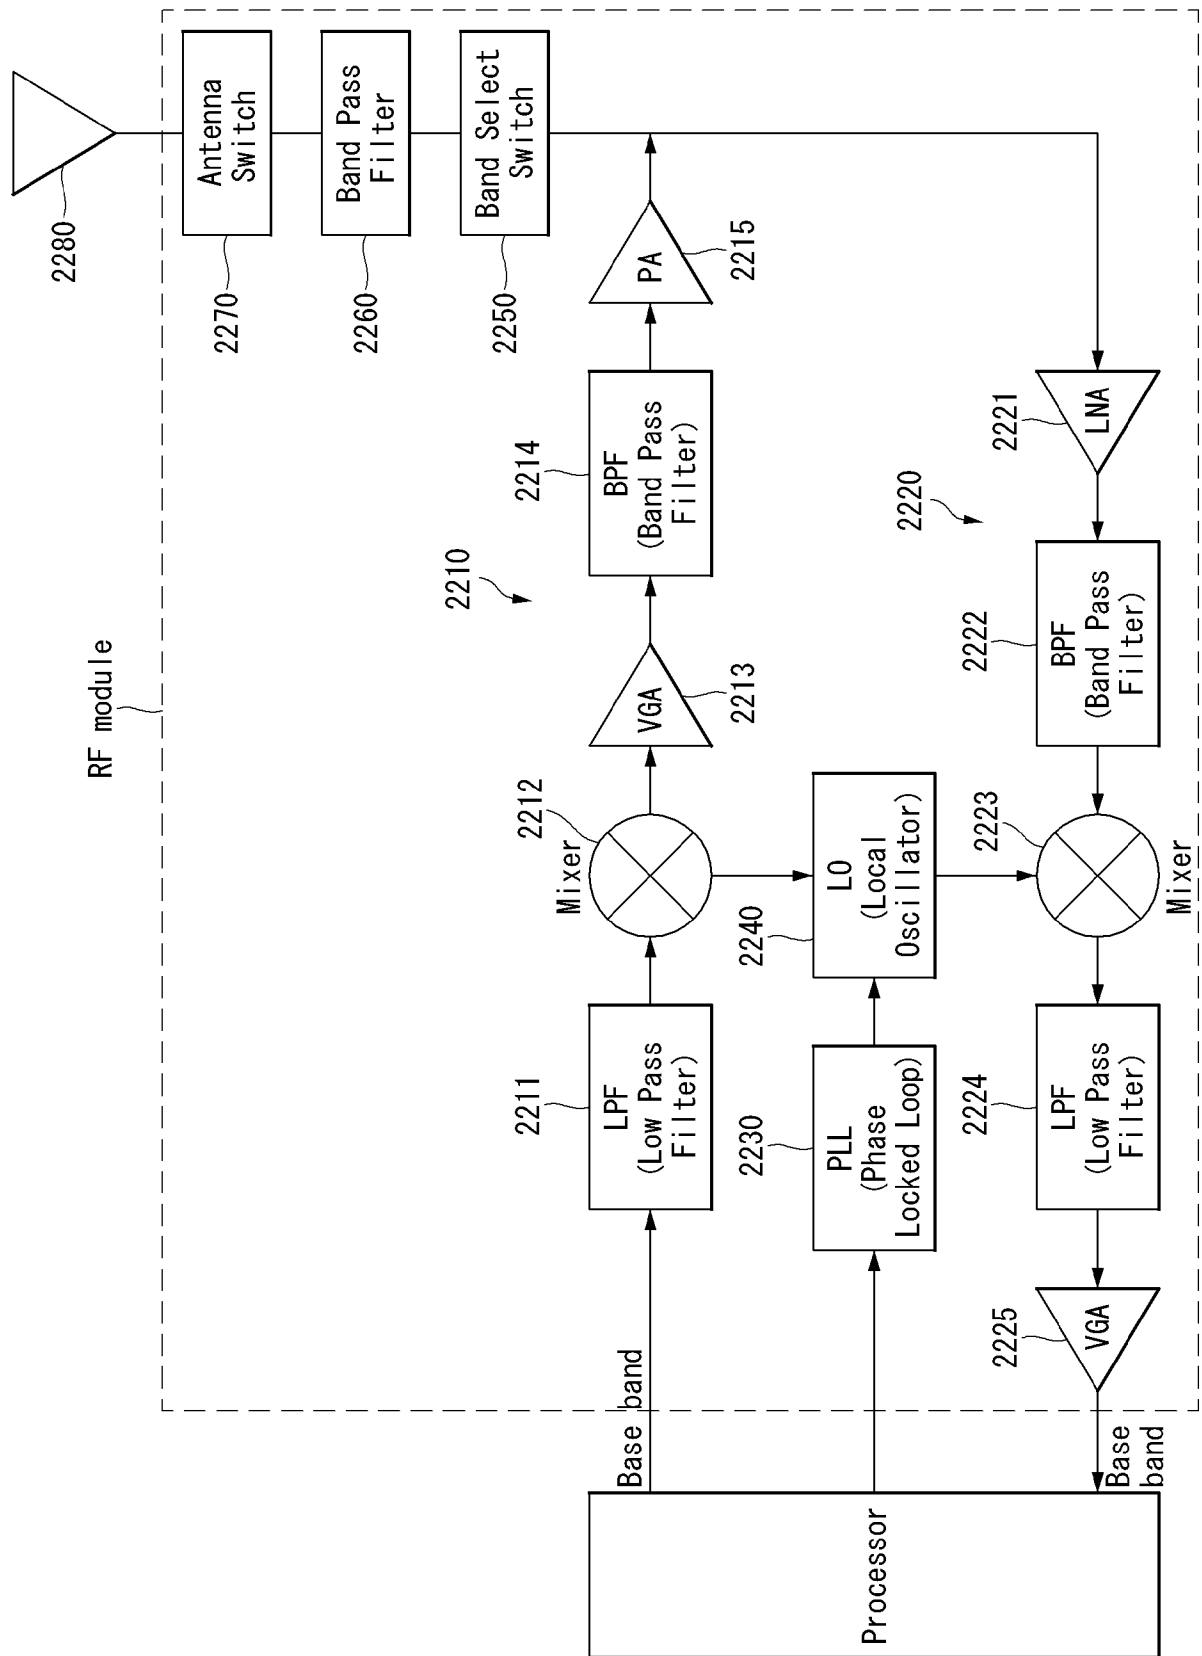 RF module
2280
Antenna
Switch
2270
Band Pass
Filter
2260
Band Select
Switch
2250
Processor
Base band
2211
LPF
(Low Pass
Filter)
Mixer
2212
VGA
2213
2210
2214
BPF
(Band Pass
Filter)
PA
2215
2230
PLL
(Phase
Locked Loop)
2240
LO
(Local
Oscillator)
Base
band
2225
VGA
2224
LPF
(Low Pass
Filter)
2223
Mixer
2222
BPF
(Band Pass
Filter)
2220
2221
LNA